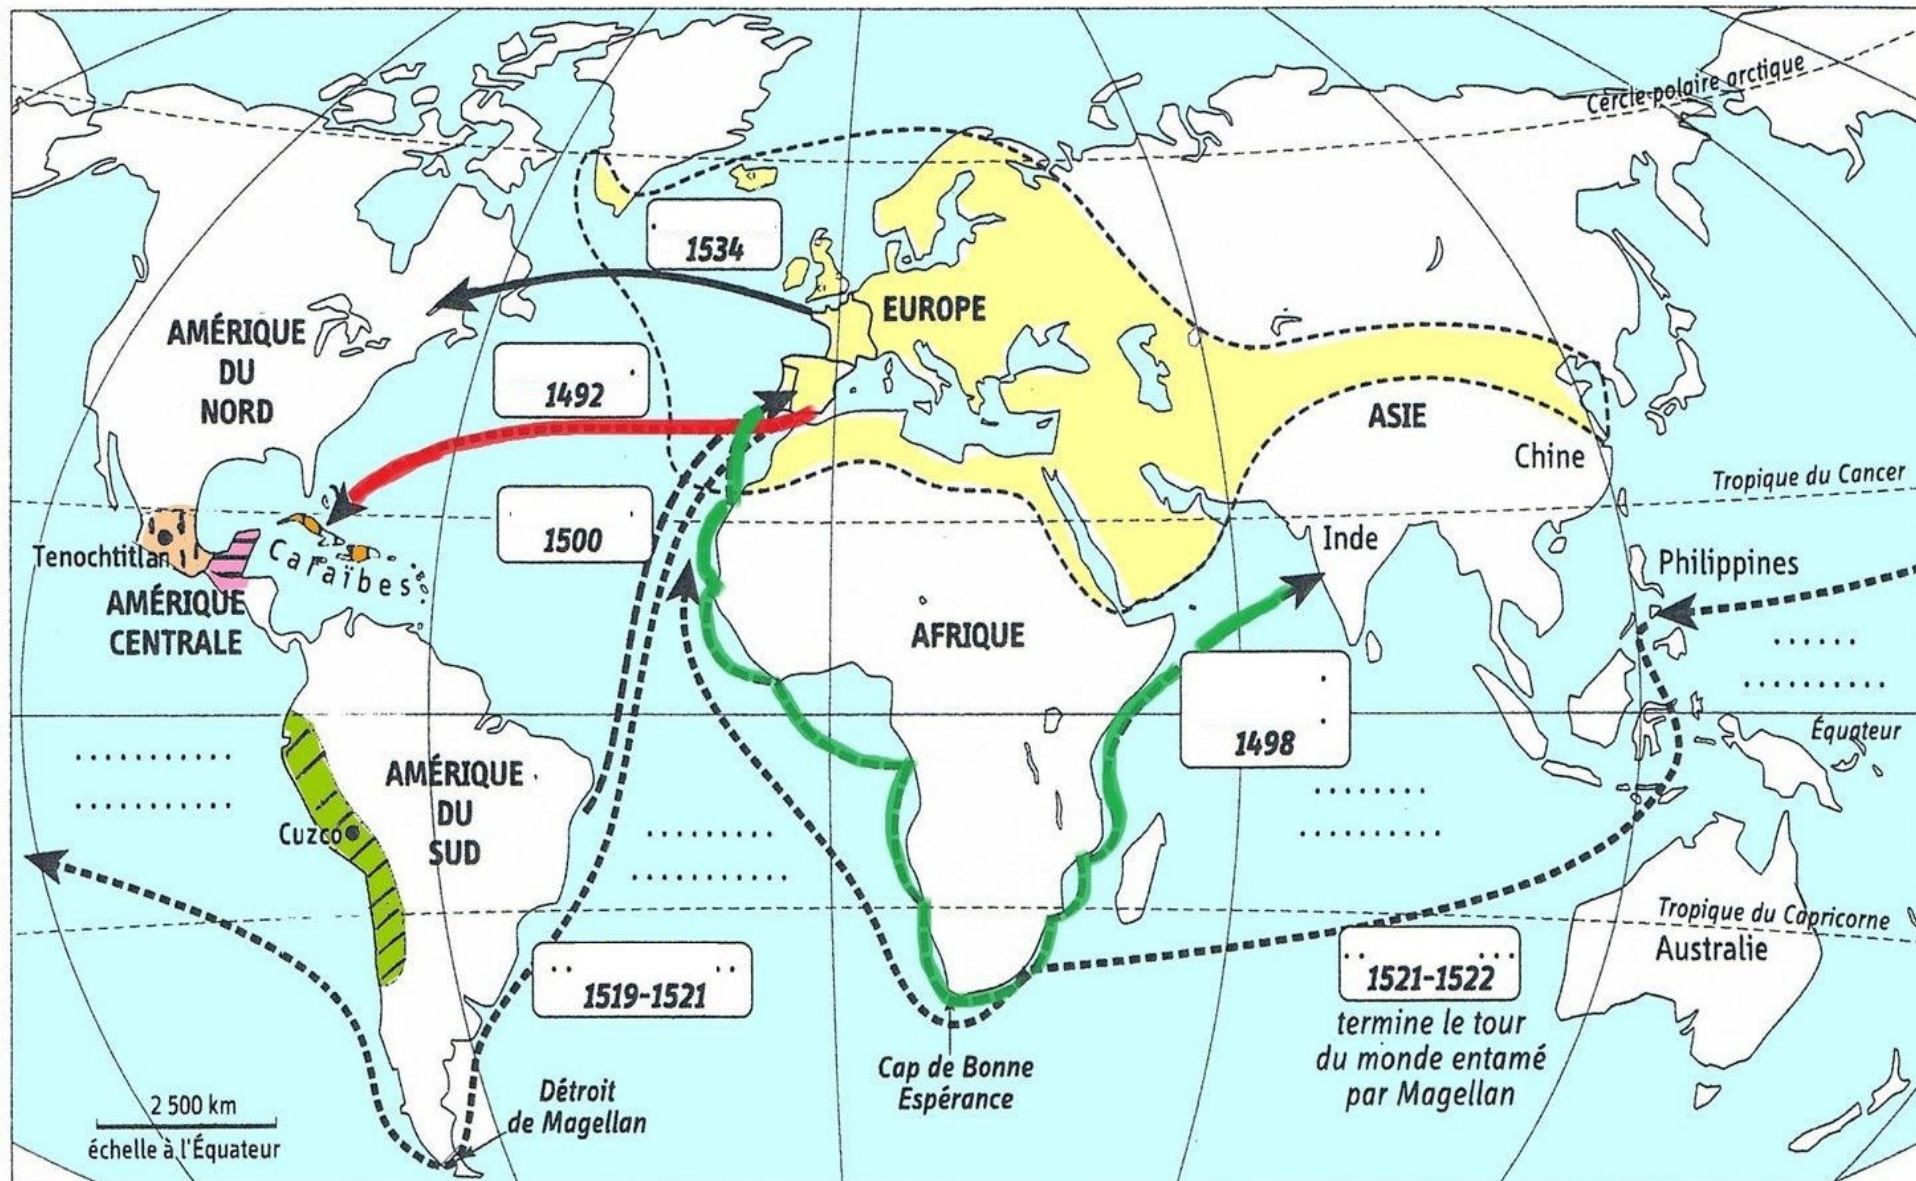 Cercle polaire arctique
1534
EUROPE
AMÉRIQUE
DU
NORD
1492
ASIE
Chine
Tropique du Cancer
1500
Inde
Tenochtitlan
Caraïbes
Philippines
AMÉRIQUE
CENTRALE
AFRIQUE
1498
Équateur
AMÉRIQUE
DU
SUD
Cuzco
Tropique du Capricorne
Australie
1519-1521
1521-1522
termine le tour
du monde entamé
par Magellan
Cap de Bonne
Espérance
Détroit
de Magellan
2 500 km
échelle à l'Équateur